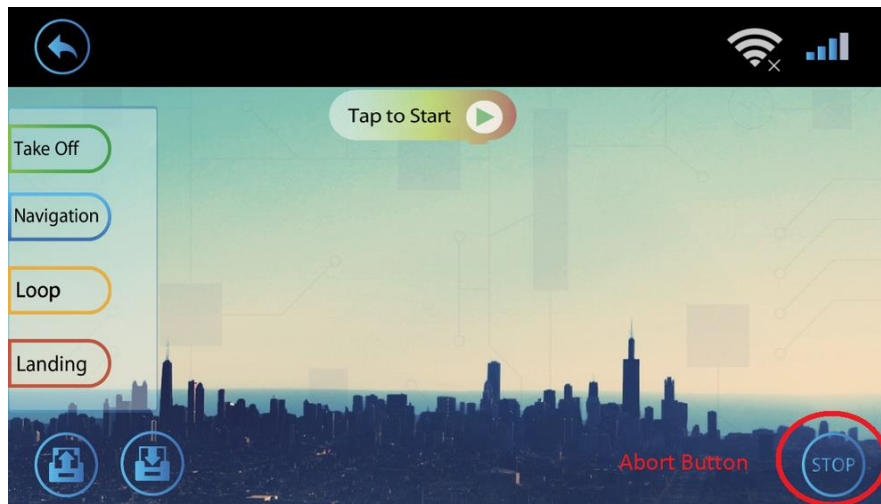 Tap to Start
Take Off
Navigation
Loop
Landing
Abort Button
STOP